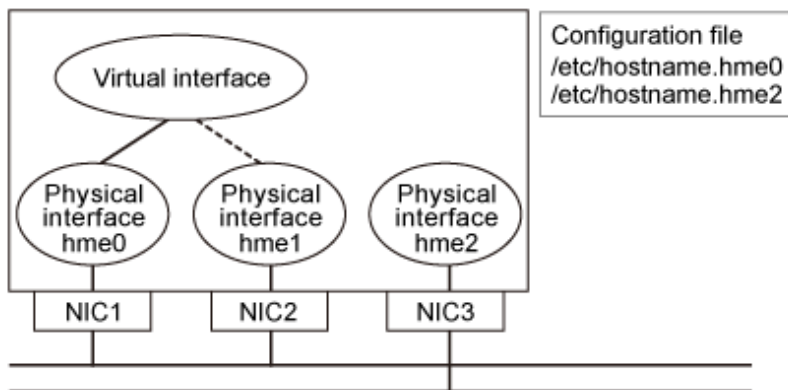 Virtual interface
Physical
interface
hme0
Physical
interface
hme1
Physical
interface
hme2
NIC1
NIC2
NIC3
Configuration file
/etc/hostname.hme0
/etc/hostname.hme2